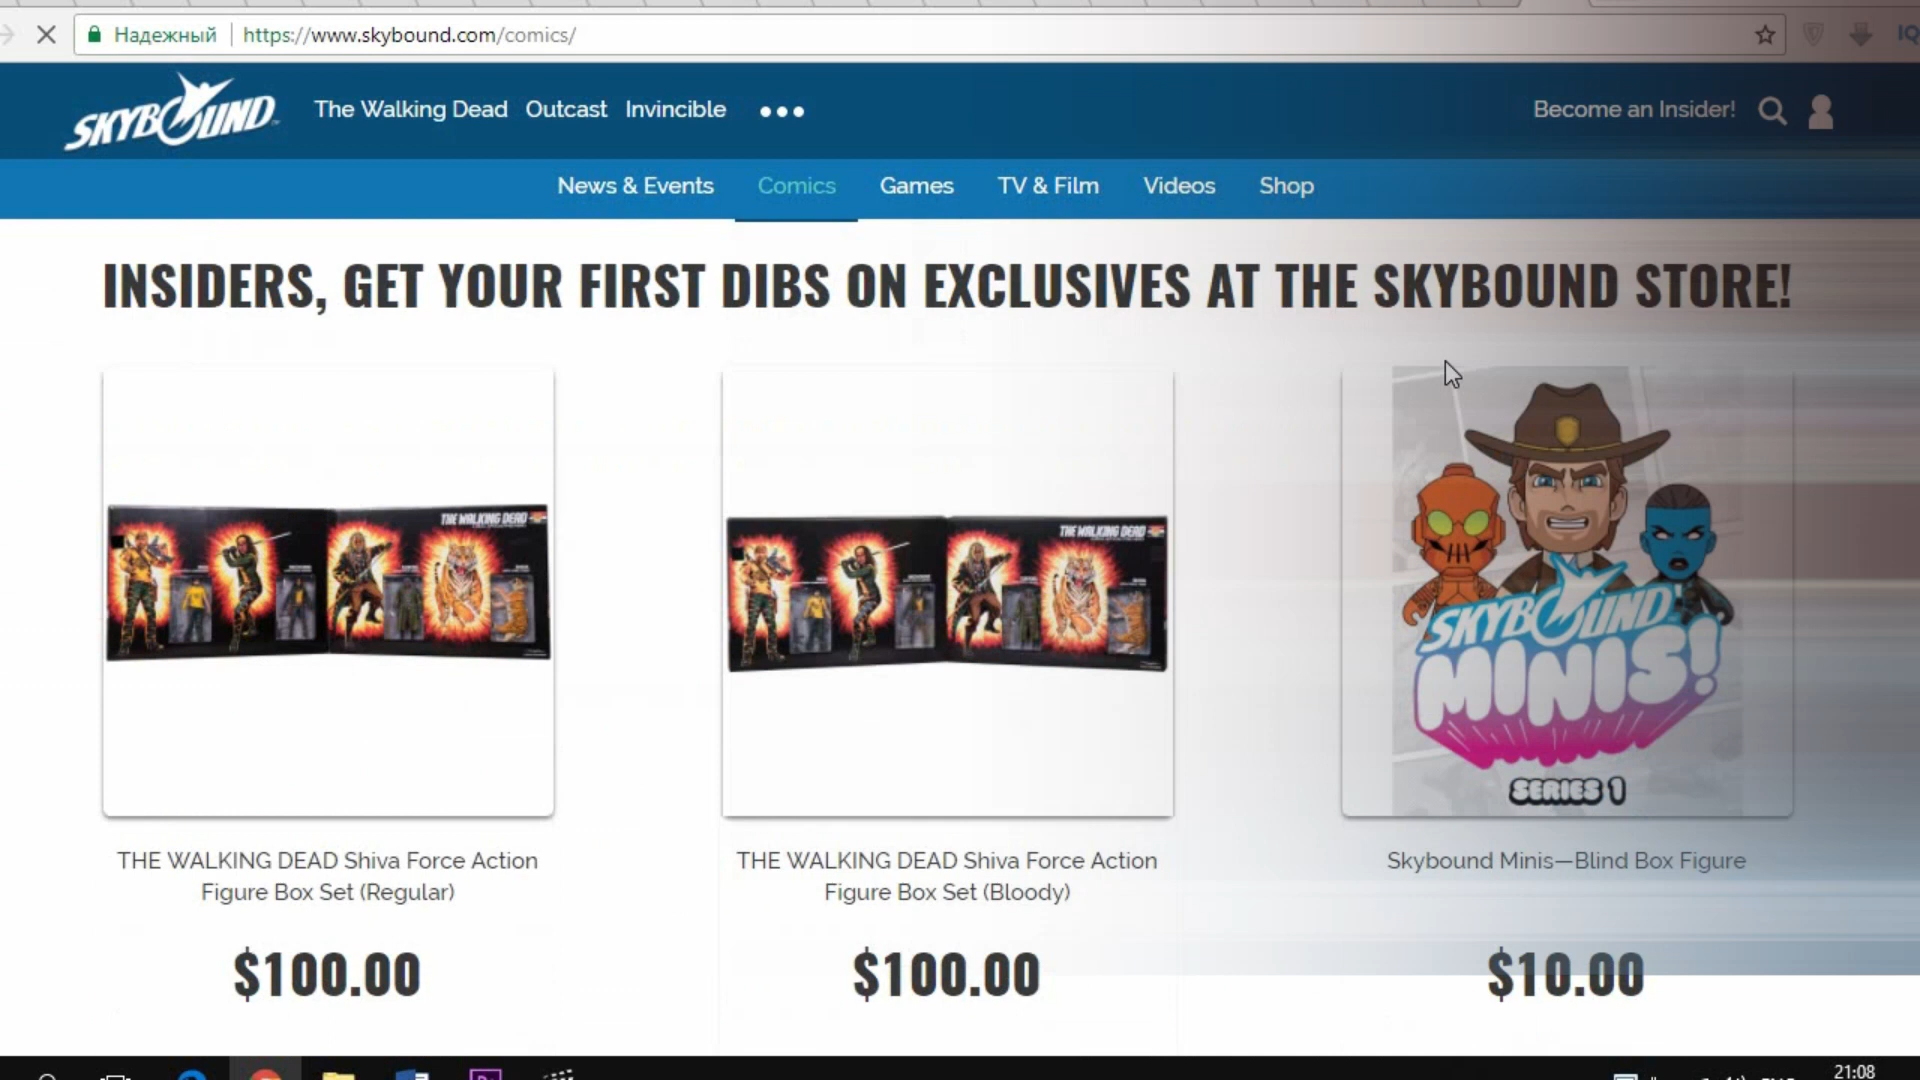 Надежный https://www.skybound.com/comics/
SKYBOUND The Walking Dead Outcast Invincible Become an Insider!
News & Events Comics Games TV & Film Videos Shop
INSIDERS, GET YOUR FIRST DIBS ON EXCLUSIVES AT THE SKYBOUND STORE!
THE WALKING DEAD
THE WALKING DEAD
SKYBOUND
MINIS!
SERIES 1
THE WALKING DEAD Shiva Force Action
Figure Box Set (Regular)
$100.00
THE WALKING DEAD Shiva Force Action
Figure Box Set (Bloody)
$100.00
Skybound Minis—Blind Box Figure
$10.00
21:08